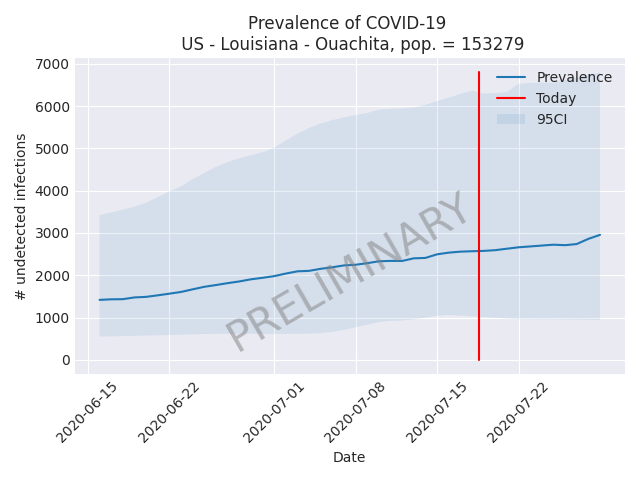 Prevalence of COVID-19
US - Louisiana - Ouachita, pop. = 153279
7000
6000
5000
4000
3000
2000
1000
0
# undetected infections
Prevalence
Today
95CI
PRELIMINARY
2020-06-15
2020-06-22
2020-07-01
2020-07-08
2020-07-15
2020-07-22
Date